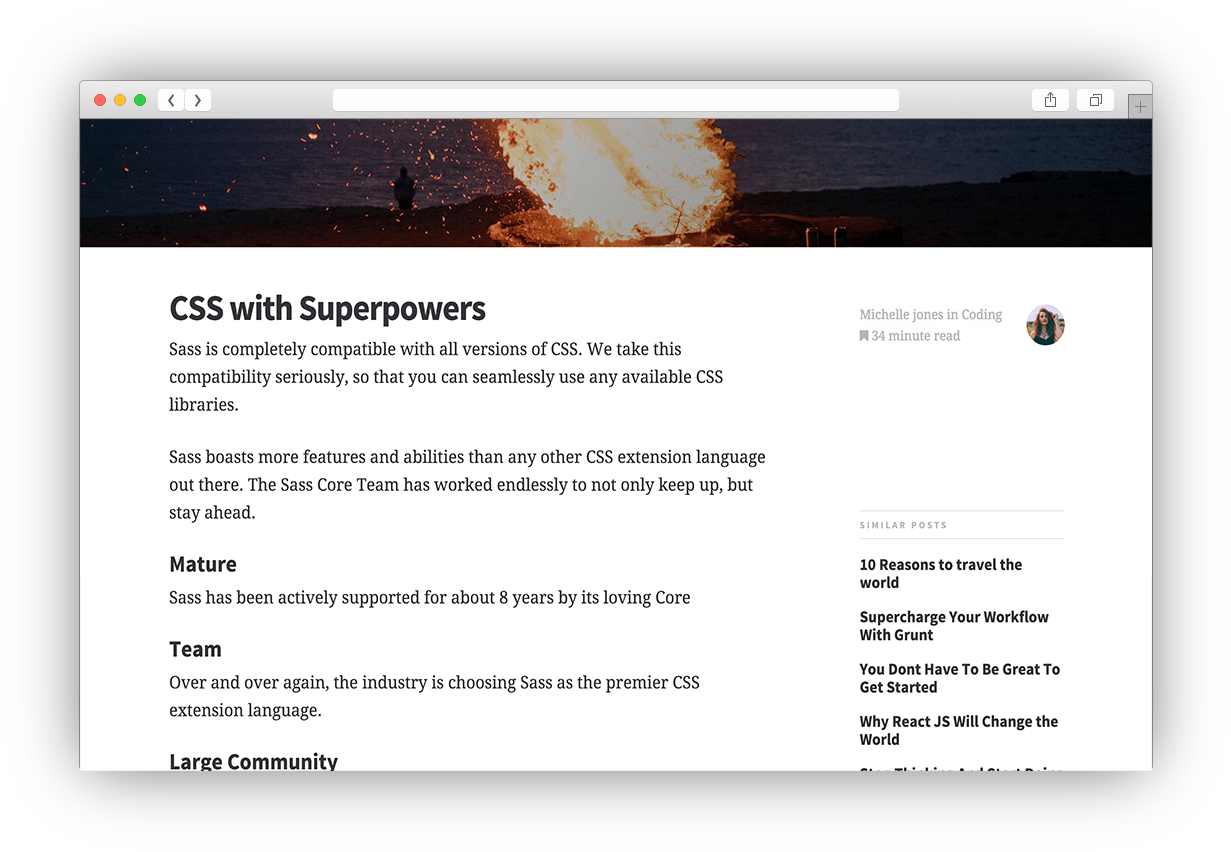 CSS with Superpowers
Sass is completely compatible with all versions of CSS. We take this
compatibility seriously, so that you can seamlessly use any available CSS
libraries.
Sass boasts more features and abilities than any other CSS extension language
out there. The Sass Core Team has worked endlessly to not only keep up, but
stay ahead.
Mature
Sass has been actively supported for about 8 years by its loving Core
Team
Over and over again, the industry is choosing Sass as the premier CSS
extension language.
Large Community
Michelle jones in Coding
34 minute read
SIMILAR POSTS
10 Reasons to travel the
world
Supercharge Your Workflow
With Grunt
You Dont Have To Be Great To
Get Started
Why React JS Will Change the
World
Stop Thinking And Start Doing